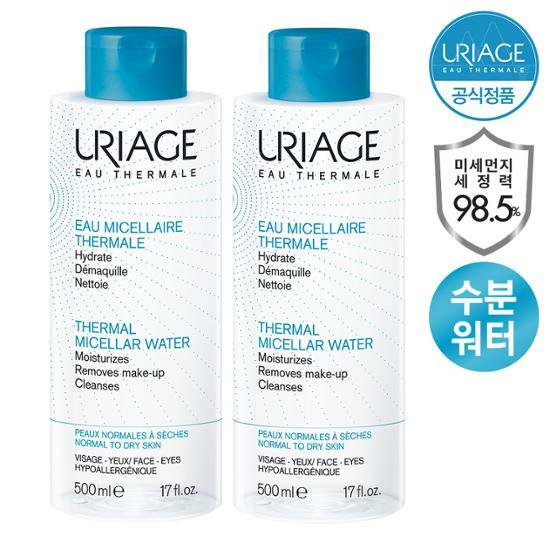 URIAGE
EAU THERMALE
EAU MICELLAIRE
THERMALE
Hydrate
Démaquille
Nettoie
THERMAL
MICELLAR WATER
Moisturizes
Removes make-up
Cleanses
PEAUX NORMALES À SÈCHES
NORMAL TO DRY SKIN
VISAGE - YEUX/ FACE - EYES
HYPOALLERGÉNIQUE
500 ml e 17 fl.oz.
URIAGE
EAU THERMALE
EAU MICELLAIRE
THERMALE
Hydrate
Démaquille
Nettoie
THERMAL
MICELLAR WATER
Moisturizes
Removes make-up
Cleanses
PEAUX NORMALES À SÈCHES
NORMAL TO DRY SKIN
VISAGE - YEUX/ FACE - EYES
HYPOALLERGÉNIQUE
500 ml e 17 fl.oz.
URIAGE
EAU THERMALE
공식정품
미세먼지
세정력
98.5%
수분
워터